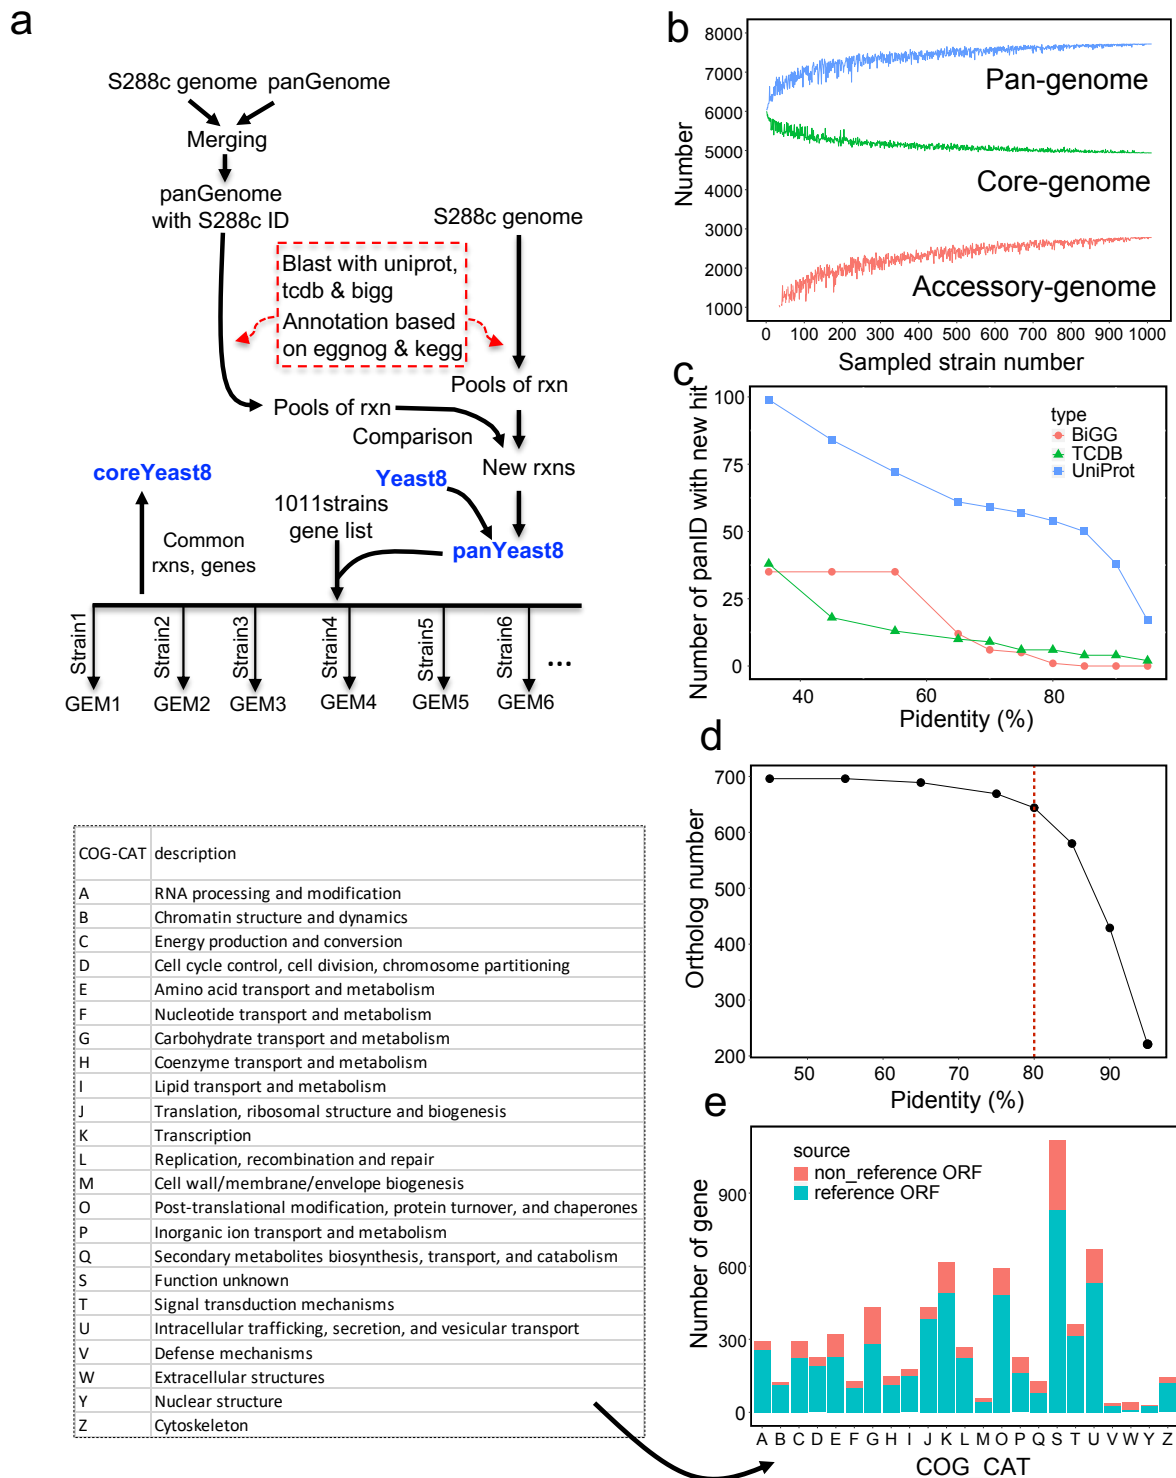 a
S288c genome panGenome
Merging
panGenome
with S288c ID
S288c genome
Blast with uniprot,
tcdb & bigg
Annotation based
on eggnog & kegg
Pools of rxn
Pools of rxn
Comparison
New rxns
coreYeast8
Yeast8
1011strains
gene list
panYeast8
Common
rxns, genes
Strain1
Strain2
Strain3
Strain4
Strain5
Strain6
...
GEM1
GEM2
GEM3
GEM4
GEM5
GEM6
b
Number
8000
7000
6000
5000
4000
3000
2000
1000
Pan-genome
Core-genome
Accessory-genome
0 100 200 300 400 500 600 700 800 900 1000
Sampled strain number
c
Number of panID with new hit
100
75
50
25
0
type
BiGG
TCDB
UniProt
40 60 80
Pidentity (%)
d
Ortholog number
700
600
500
400
300
200
50 60 70 80 90
Pidentity (%)
COG-CAT description
A RNA processing and modification
B Chromatin structure and dynamics
C Energy production and conversion
D Cell cycle control, cell division, chromosome partitioning
E Amino acid transport and metabolism
F Nucleotide transport and metabolism
G Carbohydrate transport and metabolism
H Coenzyme transport and metabolism
I Lipid transport and metabolism
J Translation, ribosomal structure and biogenesis
K Transcription
L Replication, recombination and repair
M Cell wall/membrane/envelope biogenesis
O Post-translational modification, protein turnover, and chaperones
P Inorganic ion transport and metabolism
Q Secondary metabolites biosynthesis, transport, and catabolism
S Function unknown
T Signal transduction mechanisms
U Intracellular trafficking, secretion, and vesicular transport
V Defense mechanisms
W Extracellular structures
Y Nuclear structure
Z Cytoskeleton
e
Number of gene
900
600
300
0
source
non_reference ORF
reference ORF
A B C D E F G H I J K L M O P Q S T U V W Y Z
COG_CAT